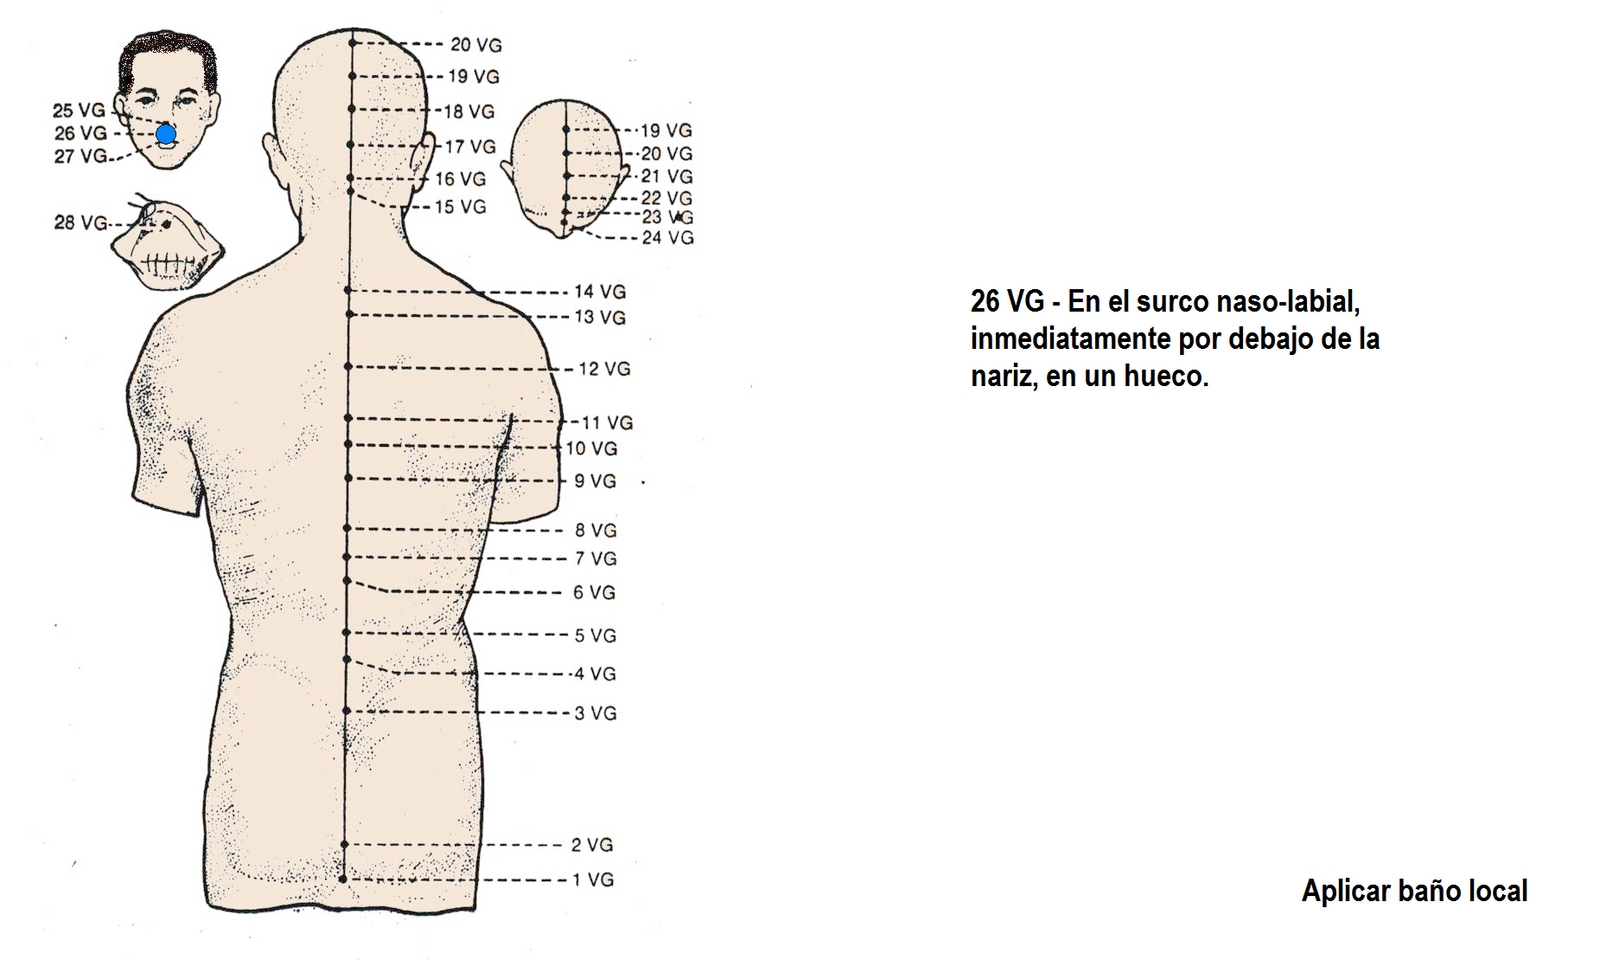 20 VG
19 VG
18 VG
17 VG
16 VG
15 VG
25 VG
26 VG
27 VG
28 VG
19 VG
20 VG
21 VG
22 VG
23 VG
24 VG
14 VG
13 VG
12 VG
11 VG
10 VG
9 VG
8 VG
7 VG
6 VG
5 VG
4 VG
3 VG
2 VG
1 VG
26 VG - En el surco naso-labial,
inmediatamente por debajo de la
nariz, en un hueco.
Aplicar baño local